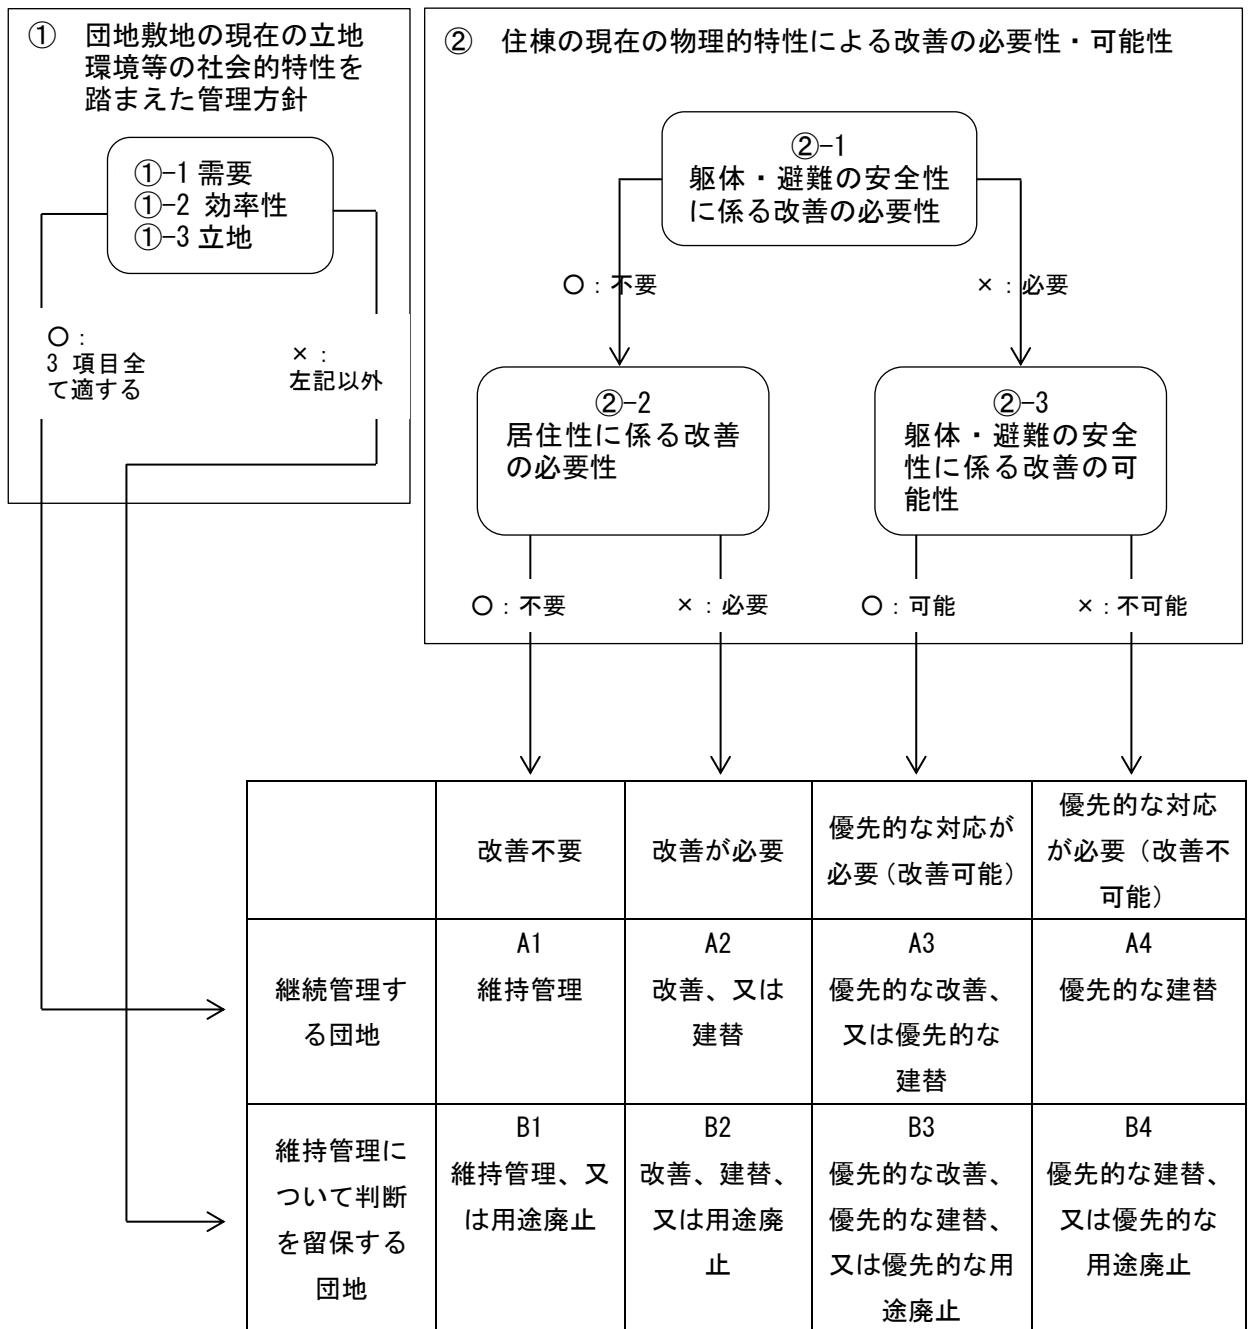 ① 団地敷地の現在の立地
環境等の社会的特性を
踏まえた管理方針
①-1 需要
①-2 効率性
①-3 立地
〇：
3 項目全
て適する
×：
左記以外
② 住棟の現在の物理的特性による改善の必要性・可能性
②-1
躯体・避難の安全性
に係る改善の必要性
〇：不要
×：必要
②-2
居住性に係る改善
の必要性
②-3
躯体・避難の安全
性に係る改善の可
能性
〇：不要
×：必要
〇：可能
×：不可能
改善不要
改善が必要
優先的な対応が
必要（改善可能）
優先的な対応
が必要（改善不
可能）
継続管理す
る団地
A1
維持管理
A2
改善、又は
建替
A3
優先的な改善、
又は優先的な
建替
A4
優先的な建替
維持管理に
ついて判断
を留保する
団地
B1
維持管理、又
は用途廃止
B2
改善、建替、
又は用途廃
止
B3
優先的な改善、
優先的な建替、
又は優先的な用
途廃止
B4
優先的な建替、
又は優先的な
用途廃止